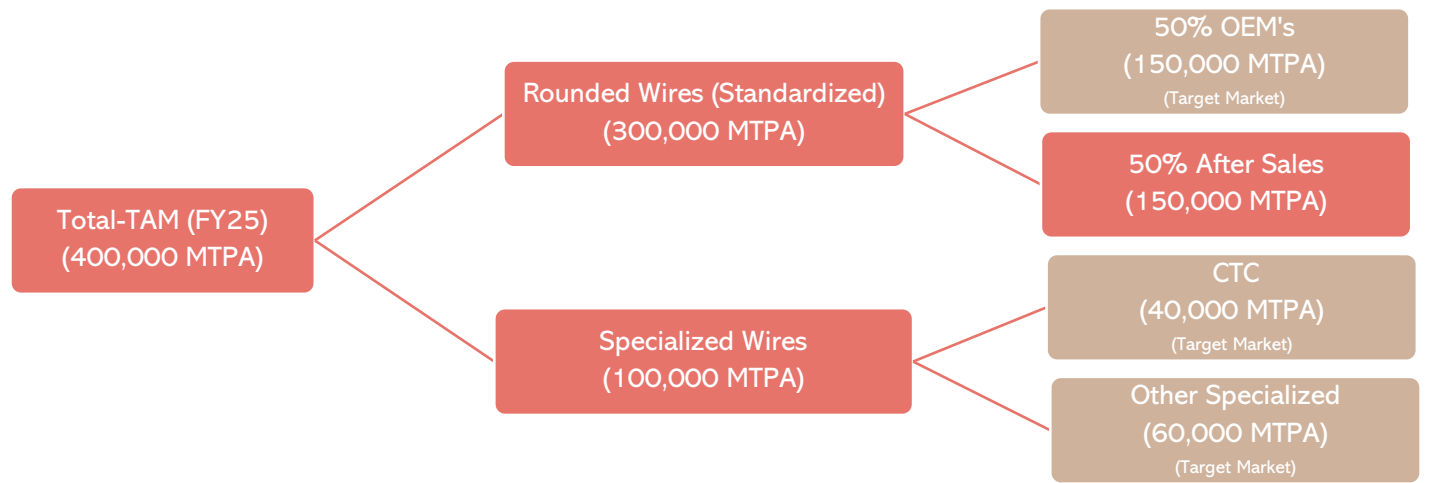 Total-TAM (FY25)
(400,000 MTPA)
Rounded Wires (Standardized)
(300,000 MTPA)
Specialized Wires
(100,000 MTPA)
50% OEM's
(150,000 MTPA)
(Target Market)
50% After Sales
(150,000 MTPA)
CTC
(40,000 MTPA)
(Target Market)
Other Specialized
(60,000 MTPA)
(Target Market)